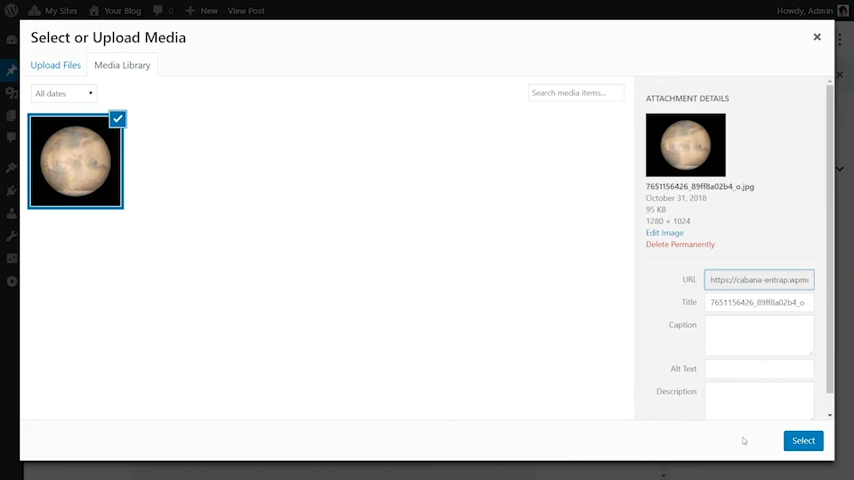 My Sites Your Blog 0 New View Post Howdy, Admin
Select or Upload Media
Upload Files Media Library
All dates
Search media items...
ATTACHMENT DETAILS
7651156426_89ff8a02b4_o.jpg
October 31, 2018
95 KB
1280 × 1024
Edit Image
Delete Permanently
URL https://cabana-entrap.wpm
Title 7651156426_89ff8a02b4_o
Caption
Alt Text
Description
Select